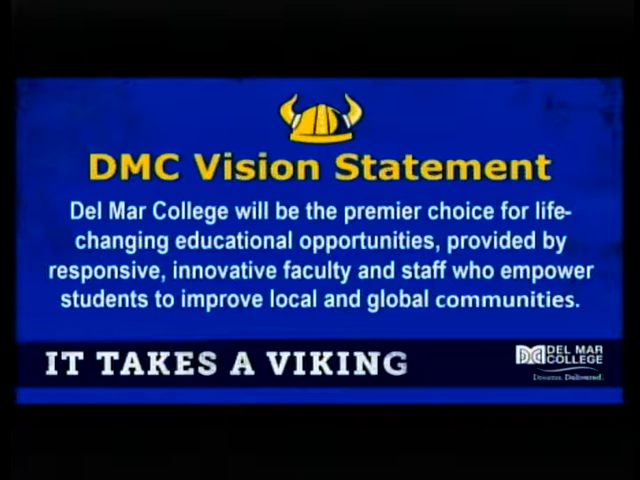 DMC Vision Statement
Del Mar College will be the premier choice for life-
changing educational opportunities, provided by
responsive, innovative faculty and staff who empower
students to improve local and global communities.
IT TAKES A VIKING
DMC DEL MAR
COLLEGE
Dreams. Delivered.